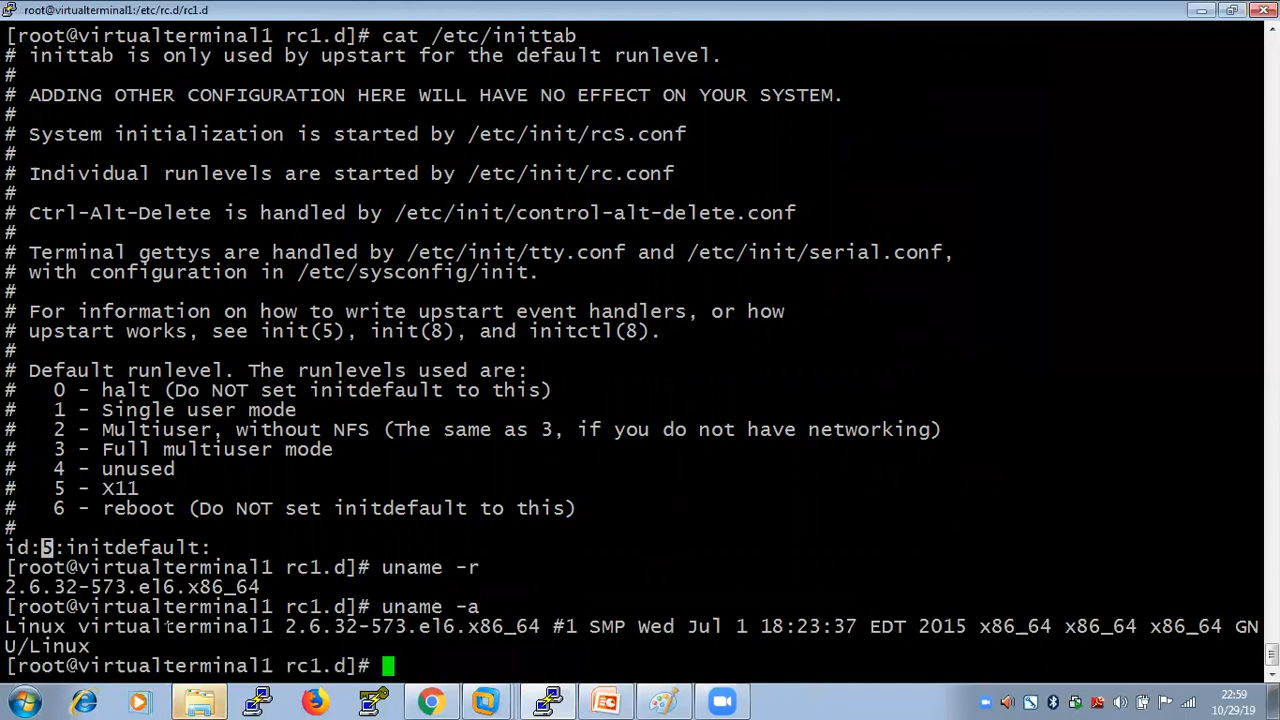 root@virtualterminal1:/etc/rc.d/rc1.d
[root@virtualterminal1 rc1.d]# cat /etc/inittab
# inittab is only used by upstart for the default runlevel.
#
# ADDING OTHER CONFIGURATION HERE WILL HAVE NO EFFECT ON YOUR SYSTEM.
#
# System initialization is started by /etc/init/rcS.conf
#
# Individual runlevels are started by /etc/init/rc.conf
#
# Ctrl-Alt-Delete is handled by /etc/init/control-alt-delete.conf
#
# Terminal gettys are handled by /etc/init/tty.conf and /etc/init/serial.conf,
# with configuration in /etc/sysconfig/init.
#
# For information on how to write upstart event handlers, or how
# upstart works, see init(5), init(8), and initctl(8).
#
# Default runlevel. The runlevels used are:
#   0 - halt (Do NOT set initdefault to this)
#   1 - Single user mode
#   2 - Multiuser, without NFS (The same as 3, if you do not have networking)
#   3 - Full multiuser mode
#   4 - unused
#   5 - X11
#   6 - reboot (Do NOT set initdefault to this)
#
id:5:initdefault:
[root@virtualterminal1 rc1.d]# uname -r
2.6.32-573.el6.x86_64
[root@virtualterminal1 rc1.d]# uname -a
Linux virtualterminal1 2.6.32-573.el6.x86_64 #1 SMP Wed Jul 1 18:23:37 EDT 2015 x86_64 x86_64 x86_64 GN
U/Linux
[root@virtualterminal1 rc1.d]#
22:59
10/29/19